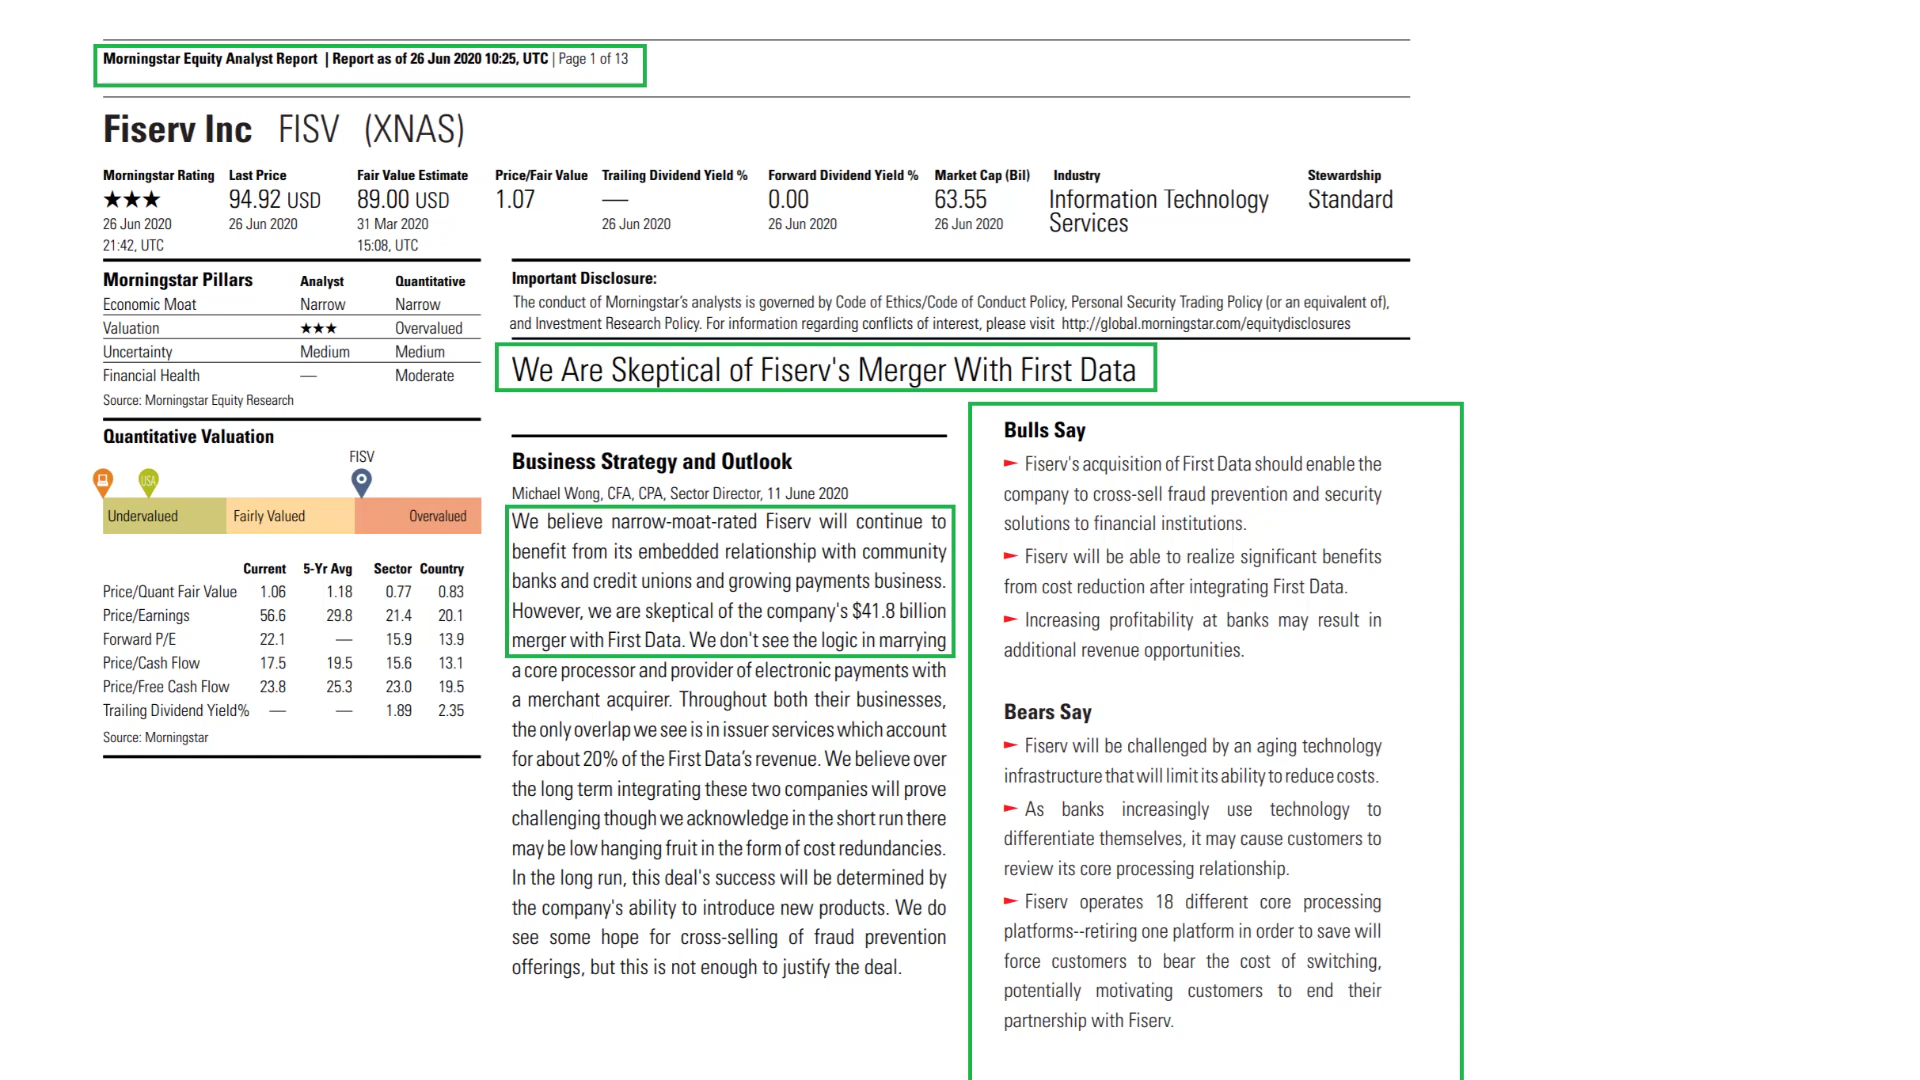 Morningstar Equity Analyst Report | Report as of 26 Jun 2020 10:25, UTC | Page 1 of 13
Fiserv Inc FISV (XNAS)
Morningstar Rating Last Price Fair Value Estimate Price/Fair Value Trailing Dividend Yield % Forward Dividend Yield % Market Cap (Bil) Industry Stewardship
★★★ 94.92 USD 89.00 USD 1.07 — 0.00 63.55 Information Technology Standard
Services
26 Jun 2020 26 Jun 2020 31 Mar 2020 26 Jun 2020 26 Jun 2020 26 Jun 2020
21:42, UTC 15:08, UTC
Morningstar Pillars Analyst Quantitative
Economic Moat Narrow Narrow
Valuation ★★★ Overvalued
Uncertainty Medium Medium
Financial Health — Moderate
Source: Morningstar Equity Research
Quantitative Valuation
FISV
USA
Undervalued Fairly Valued Overvalued
Current 5-Yr Avg Sector Country
Price/Quant Fair Value 1.06 1.18 0.77 0.83
Price/Earnings 56.6 29.8 21.4 20.1
Forward P/E 22.1 — 15.9 13.9
Price/Cash Flow 17.5 19.5 15.6 13.1
Price/Free Cash Flow 23.8 25.3 23.0 19.5
Trailing Dividend Yield% — — 1.89 2.35
Source: Morningstar
Important Disclosure:
The conduct of Morningstar's analysts is governed by Code of Ethics/Code of Conduct Policy, Personal Security Trading Policy (or an equivalent of),
and Investment Research Policy. For information regarding conflicts of interest, please visit http://global.morningstar.com/equitydisclosures
We Are Skeptical of Fiserv's Merger With First Data
Business Strategy and Outlook
Michael Wong, CFA, CPA, Sector Director, 11 June 2020
We believe narrow-moat-rated Fiserv will continue to
benefit from its embedded relationship with community
banks and credit unions and growing payments business.
However, we are skeptical of the company's $41.8 billion
merger with First Data. We don't see the logic in marrying
a core processor and provider of electronic payments with
a merchant acquirer. Throughout both their businesses,
the only overlap we see is in issuer services which account
for about 20% of the First Data's revenue. We believe over
the long term integrating these two companies will prove
challenging though we acknowledge in the short run there
may be low hanging fruit in the form of cost redundancies.
In the long run, this deal's success will be determined by
the company's ability to introduce new products. We do
see some hope for cross-selling of fraud prevention
offerings, but this is not enough to justify the deal.
Bulls Say
► Fiserv's acquisition of First Data should enable the
company to cross-sell fraud prevention and security
solutions to financial institutions.
► Fiserv will be able to realize significant benefits
from cost reduction after integrating First Data.
► Increasing profitability at banks may result in
additional revenue opportunities.
Bears Say
► Fiserv will be challenged by an aging technology
infrastructure that will limit its ability to reduce costs.
► As banks increasingly use technology to
differentiate themselves, it may cause customers to
review its core processing relationship.
► Fiserv operates 18 different core processing
platforms--retiring one platform in order to save will
force customers to bear the cost of switching,
potentially motivating customers to end their
partnership with Fiserv.